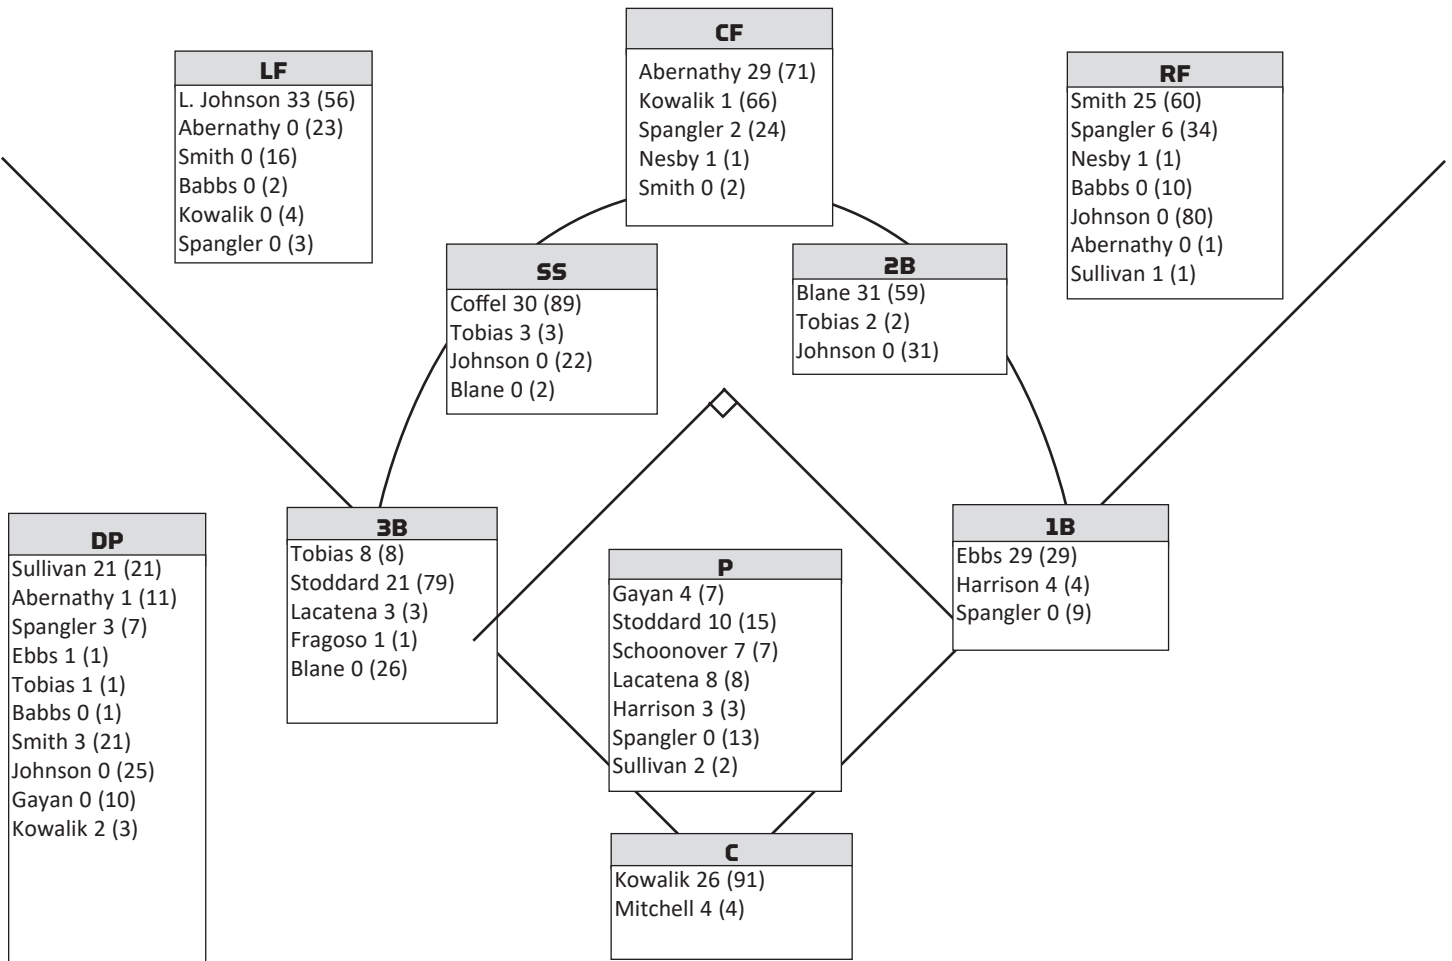 CF
Abernathy 29 (71)
Kowalik 1 (66)
Spangler 2 (24)
Nesby 1 (1)
Smith 0 (2)
LF
L. Johnson 33 (56)
Abernathy 0 (23)
Smith 0 (16)
Babbs 0 (2)
Kowalik 0 (4)
Spangler 0 (3)
RF
Smith 25 (60)
Spangler 6 (34)
Nesby 1 (1)
Babbs 0 (10)
Johnson 0 (80)
Abernathy 0 (1)
Sullivan 1 (1)
SS
Coffel 30 (89)
Tobias 3 (3)
Johnson 0 (22)
Blane 0 (2)
2B
Blane 31 (59)
Tobias 2 (2)
Johnson 0 (31)
DP
Sullivan 21 (21)
Abernathy 1 (11)
Spangler 3 (7)
Ebbs 1 (1)
Tobias 1 (1)
Babbs 0 (1)
Smith 3 (21)
Johnson 0 (25)
Gayan 0 (10)
Kowalik 2 (3)
3B
Tobias 8 (8)
Stoddard 21 (79)
Lacatena 3 (3)
Fragoso 1 (1)
Blane 0 (26)
P
Gayan 4 (7)
Stoddard 10 (15)
Schoonover 7 (7)
Lacatena 8 (8)
Harrison 3 (3)
Spangler 0 (13)
Sullivan 2 (2)
1B
Ebbs 29 (29)
Harrison 4 (4)
Spangler 0 (9)
C
Kowalik 26 (91)
Mitchell 4 (4)